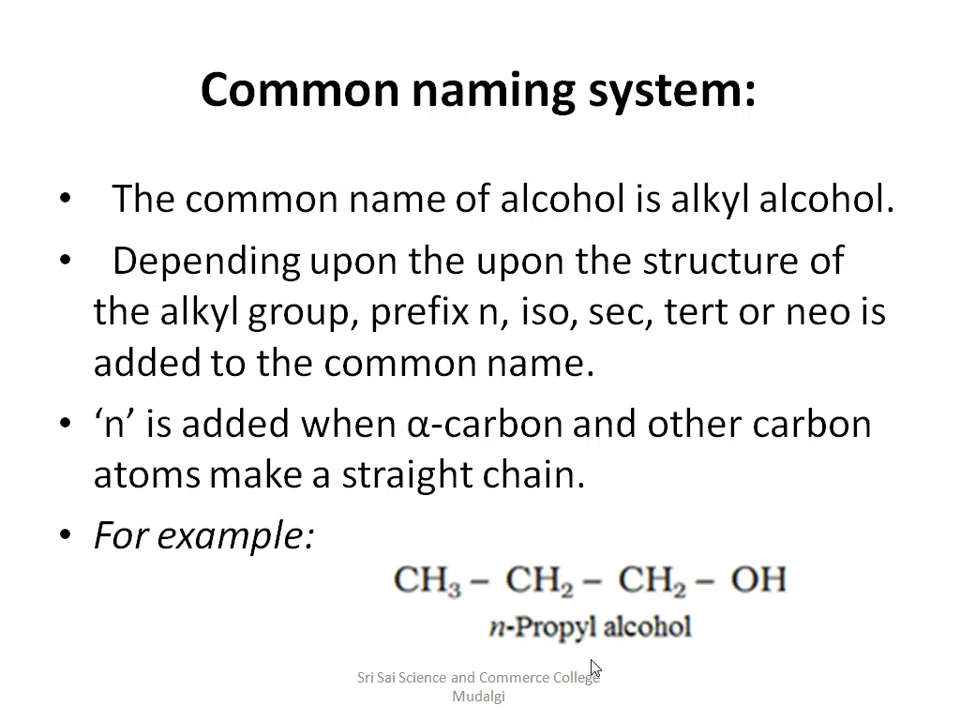 Common naming system:
• The common name of alcohol is alkyl alcohol.
• Depending upon the upon the structure of
the alkyl group, prefix n, iso, sec, tert or neo is
added to the common name.
• ‘n’ is added when α-carbon and other carbon
atoms make a straight chain.
• For example:
CH₃ – CH₂ – CH₂ – OH
n-Propyl alcohol
Sri Sai Science and Commerce College
Mudalgi